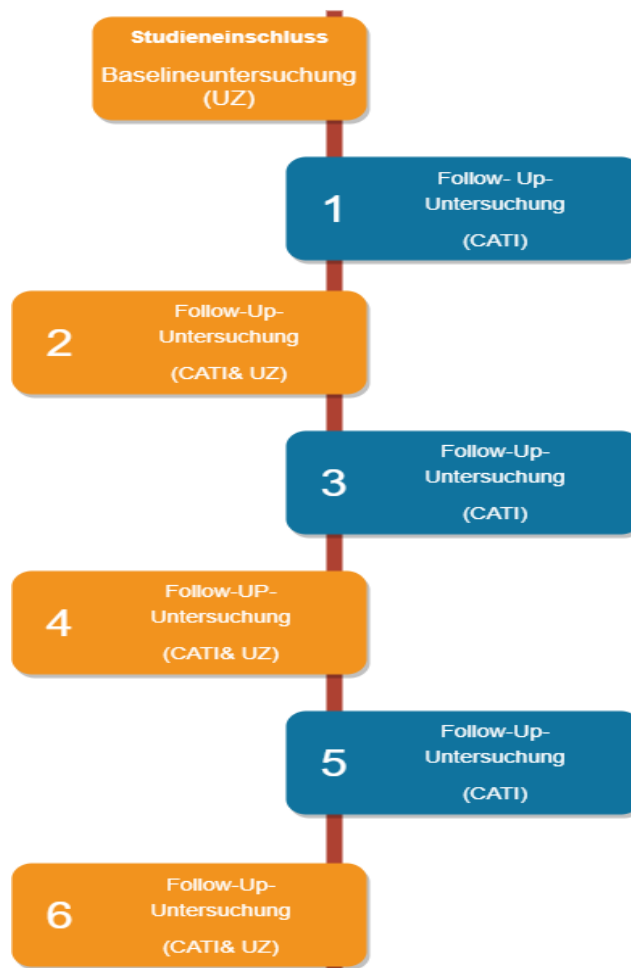 Studieneinschluss
Baselineuntersuchung
(UZ)
1
Follow- Up-
Untersuchung
(CATI)
2
Follow-Up-
Untersuchung
(CATI& UZ)
3
Follow-Up-
Untersuchung
(CATI)
4
Follow-UP-
Untersuchung
(CATI& UZ)
5
Follow-Up-
Untersuchung
(CATI)
6
Follow-Up-
Untersuchung
(CATI& UZ)